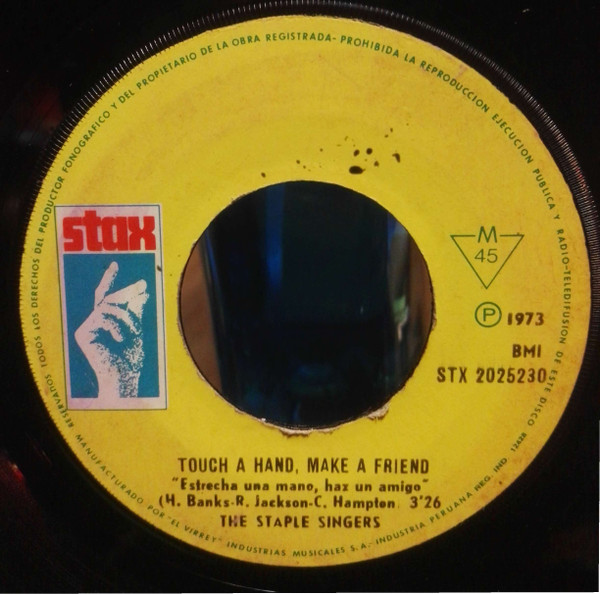 RESERVADOS TODOS LOS DERECHOS DEL PRODUCTOR FONOGRAFICO Y DEL PROPIETARIO DE LA OBRA REGISTRADA- PROHIBIDA LA REPRODUCCION EJECUCION PUBLICA Y RADIO-TELEDIFUSION DE ESTE DISCO
stax
M
45
P 1973
BMI
STX 2025230
TOUCH A HAND, MAKE A FRIEND
"Estrecha una mano, haz un amigo"
(H. Banks-R. Jackson-C. Hampton 3'26
THE STAPLE SINGERS
MANUFACTURADO POR "EL VIRREY" INDUSTRIAS MUSICALES S.A.- INDUSTRIA PERUANA REG. IND